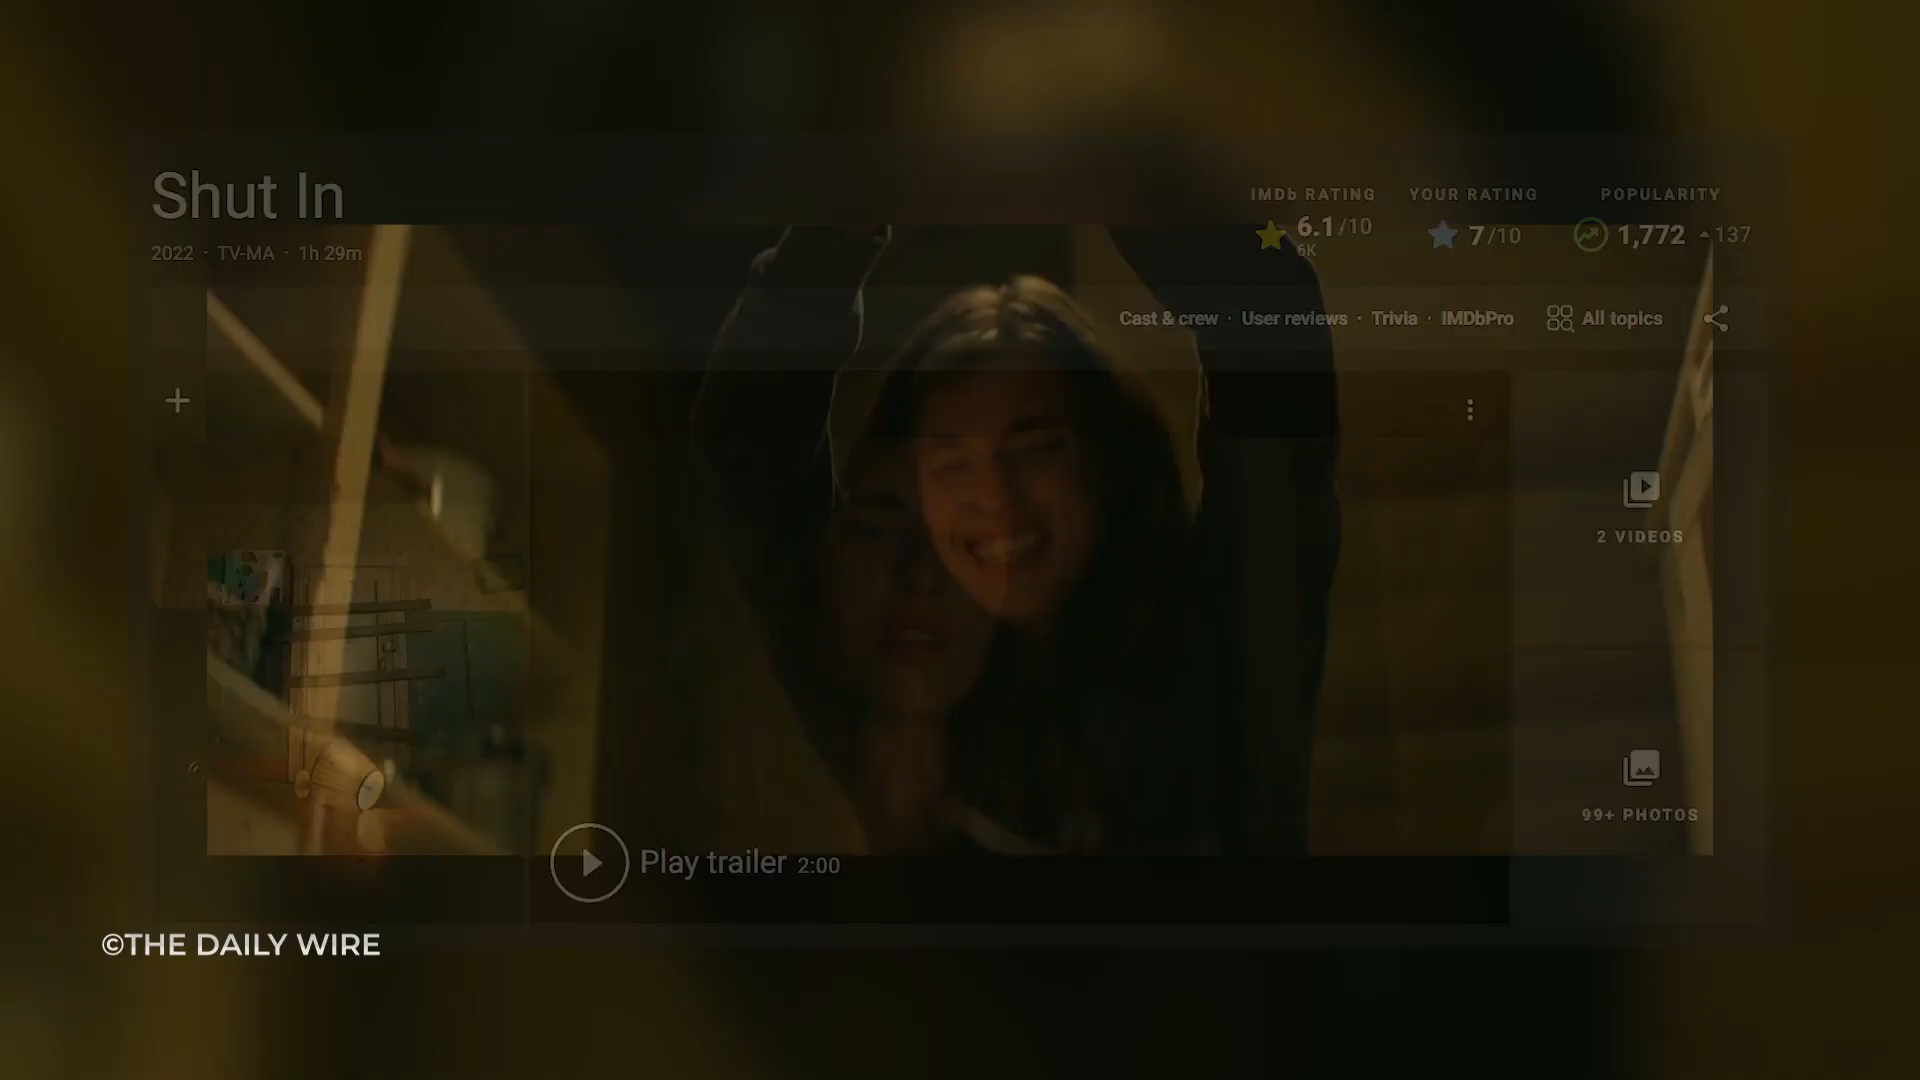 Shut In
2022 · TV-MA · 1h 29m
IMDb RATING
6.1/10
6K
YOUR RATING
7/10
POPULARITY
1,772
137
Cast & crew · User reviews · Trivia · IMDbPro
All topics
2 VIDEOS
99+ PHOTOS
Play trailer 2:00
©THE DAILY WIRE